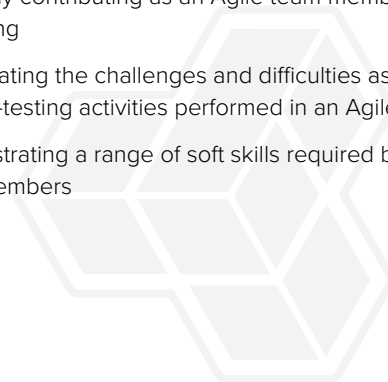 y contributing as an Agile team memb
ng
ating the challenges and difficulties as
-testing activities performed in an Agile
strating a range of soft skills required b
embers